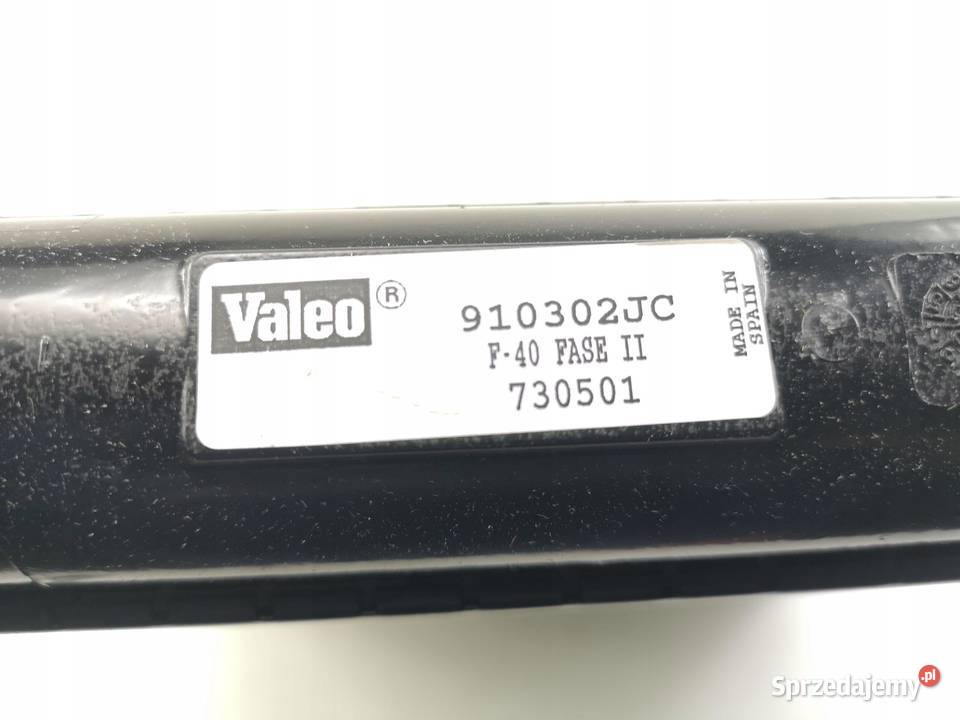 Valeo ®
910302JC
F-40 FASE II
730501
MADE IN
SPAIN
Sprzedajemy.pl